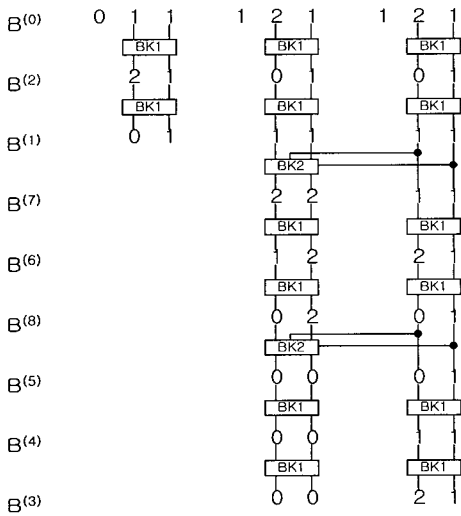 B(0) 0 1 1 1 2 1 1 2 1
BK1 BK1 BK1
B(2) 2 1 0 1 0 1
BK1 BK1 BK1
B(1) 0 1 1 1 1 1
BK2
B(7) 2 2 1 1
BK1 BK1
B(6) 1 2 2 1
BK1 BK1
B(8) 0 2 0 1
BK2
B(5) 0 0 0 1
BK1 BK1
B(4) 0 0 1 1
BK1 BK1
B(3) 0 0 2 1